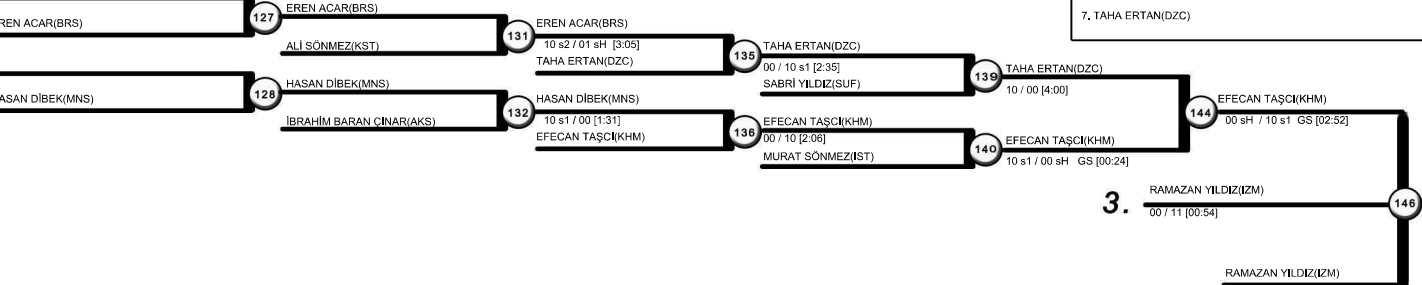 EREN ACAR(BRS)
127
EREN ACAR(BRS)
ALİ SÖNMEZ(KST)
131
EREN ACAR(BRS)
10 s2 / 01 sH [3:05]
TAHA ERTAN(DZC)
135
TAHA ERTAN(DZC)
00 / 10 s1 [2:35]
SABRİ YILDIZ(SUF)
139
TAHA ERTAN(DZC)
10 / 00 [4:00]
7. TAHA ERTAN(DZC)
HASAN DİBEK(MNS)
128
HASAN DİBEK(MNS)
İBRAHİM BARAN ÇINAR(AKS)
132
HASAN DİBEK(MNS)
10 s1 / 00 [1:31]
EFECAN TAŞCI(KHM)
136
EFECAN TAŞCI(KHM)
00 / 10 [2:06]
MURAT SÖNMEZ(IST)
140
EFECAN TAŞCI(KHM)
10 s1 / 00 sH GS [00:24]
144
EFECAN TAŞCI(KHM)
00 sH / 10 s1 GS [02:52]
3.
RAMAZAN YILDIZ(IZM)
00 / 11 [00:54]
146
RAMAZAN YILDIZ(IZM)